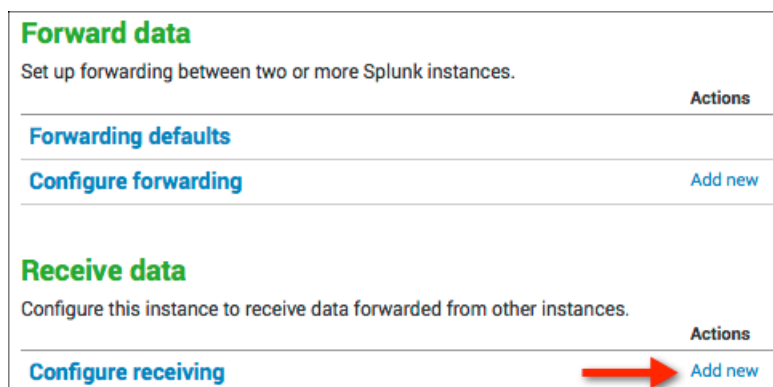 Forward data
Set up forwarding between two or more Splunk instances.
Actions
Forwarding defaults
Configure forwarding Add new
Receive data
Configure this instance to receive data forwarded from other instances.
Actions
Configure receiving Add new